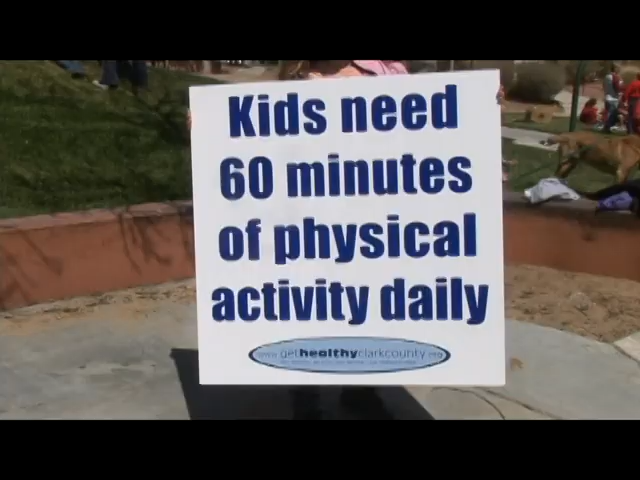 Kids need
60 minutes
of physical
activity daily
www.gethealthyclarkcounty.org